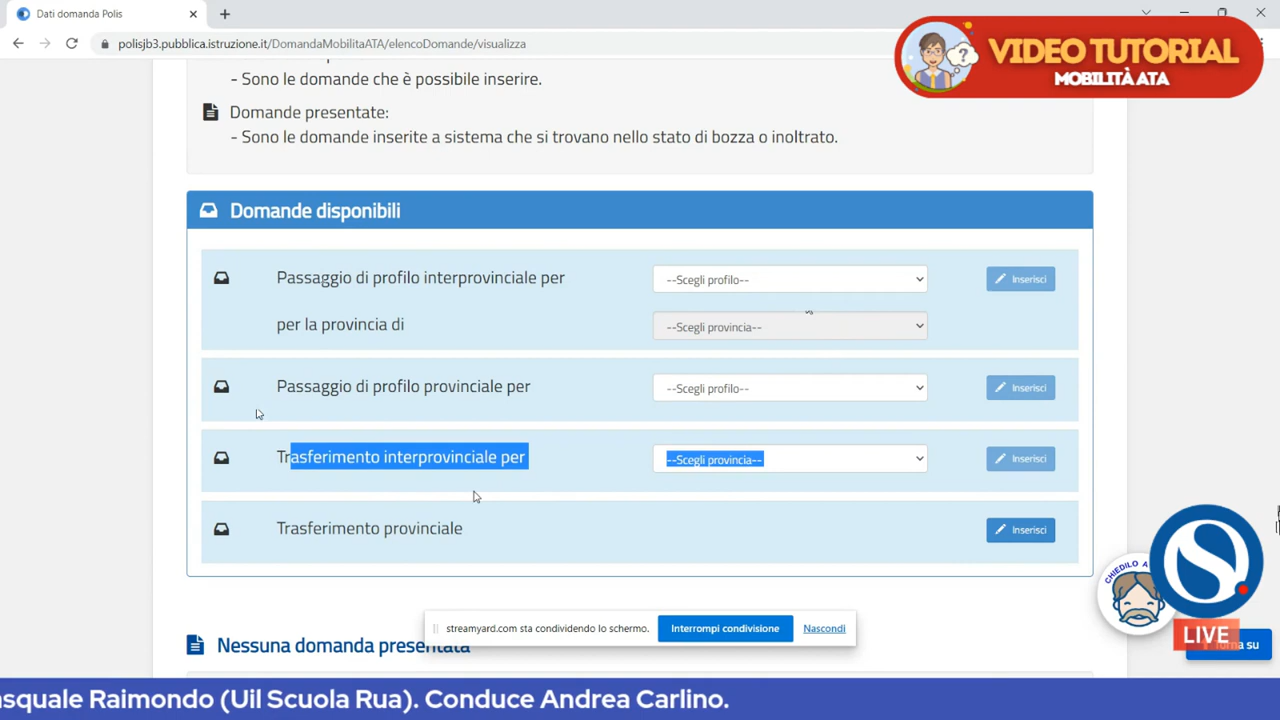 Dati domanda Polis
polisjb3.pubblica.istruzione.it/DomandaMobilitaATA/elencoDomande/visualizza
VIDEO TUTORIAL
MOBILITÀ ATA
- Sono le domande che è possibile inserire.
Domande presentate:
- Sono le domande inserite a sistema che si trovano nello stato di bozza o inoltrato.
Domande disponibili
Passaggio di profilo interprovinciale per --Scegli profilo-- Inserisci
per la provincia di --Scegli provincia--
Passaggio di profilo provinciale per --Scegli profilo-- Inserisci
Trasferimento interprovinciale per --Scegli provincia-- Inserisci
Trasferimento provinciale Inserisci
CHIEDILO A
S
LIVE
streamyard.com sta condividendo lo schermo. Interrompi condivisione Nascondi
Nessuna domanda presentata
su
asquale Raimondo (Uil Scuola Rua). Conduce Andrea Carlino.